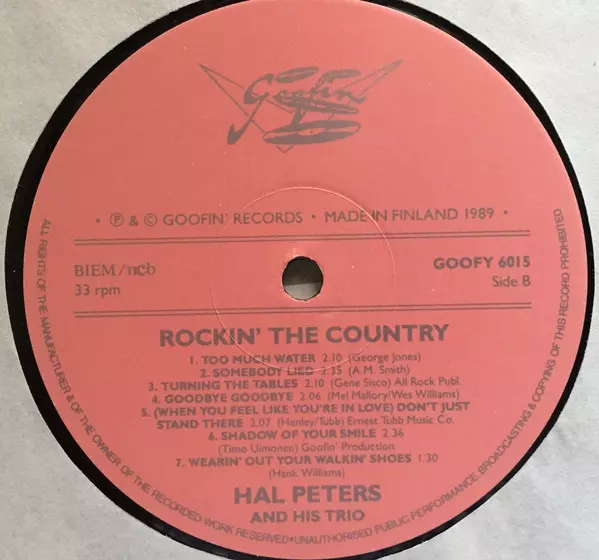 Goofin'
• ℗ & © GOOFIN' RECORDS • MADE IN FINLAND 1989 •
BIEM/ncb
33 rpm
GOOFY 6015
Side B
ROCKIN' THE COUNTRY
1. TOO MUCH WATER 2.10 (George Jones)
2. SOMEBODY LIED 2.35 (A.M. Smith)
3. TURNING THE TABLES 2.10 (Gene Sisco) All Rock Publ.
4. GOODBYE GOODBYE 2.06 (Mel Mallory/Wes Williams)
5. (WHEN YOU FEEL LIKE YOU'RE IN LOVE) DON'T JUST
STAND THERE 2.07 (Henley/Tubb) Ernest Tubb Music Co.
6. SHADOW OF YOUR SMILE 2.36
(Timo Uimonen) Goofin' Production
7. WEARIN' OUT YOUR WALKIN' SHOES 1.30
(Hank Williams)
HAL PETERS
AND HIS TRIO
ALL RIGHTS OF THE MANUFACTURER & OF THE OWNER OF THE RECORDED WORK RESERVED•UNAUTHORISED PUBLIC PERFORMANCE, BROADCASTING & COPYING OF THIS RECORD PROHIBITED